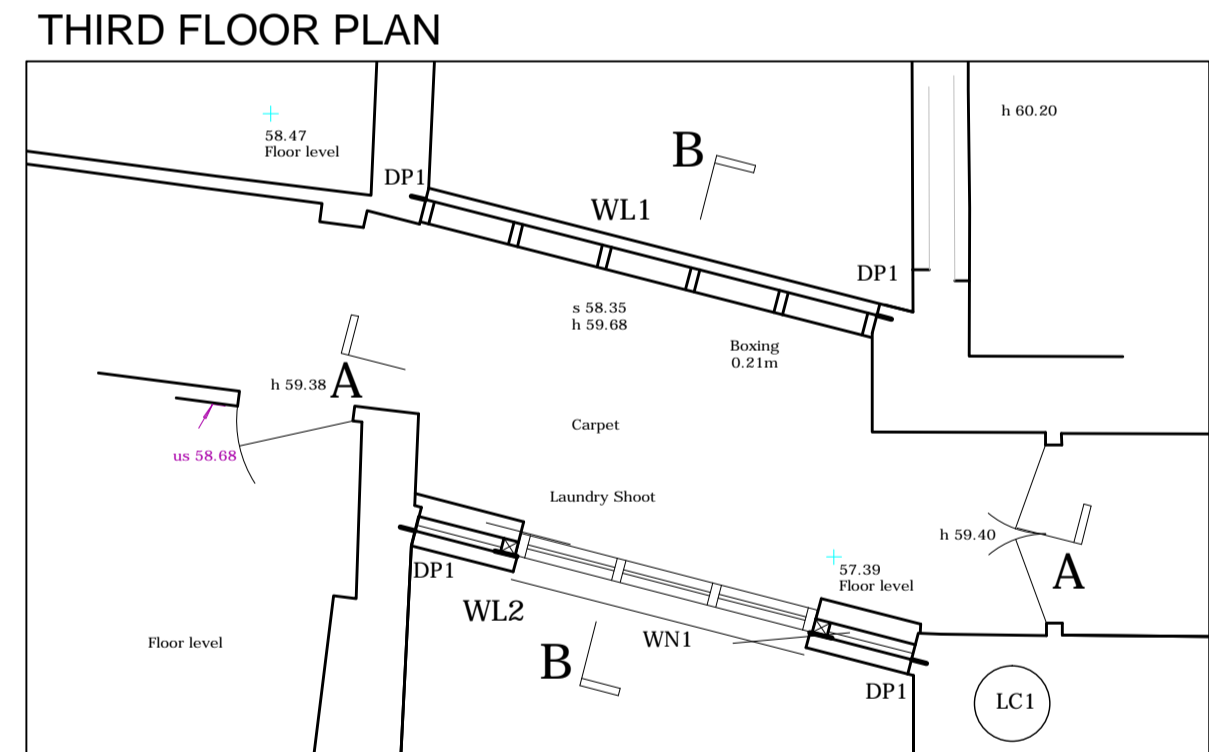 THIRD FLOOR PLAN
58.47
Floor level
h 60.20
B
DP1
WL1
DP1
s 58.35
h 59.68
Boxing
0.21m
h 59.38
A
us 58.68
Carpet
Laundry Shoot
h 59.40
A
57.39
Floor level
DP1
WL2
WN1
Floor level
B
DP1
LC1